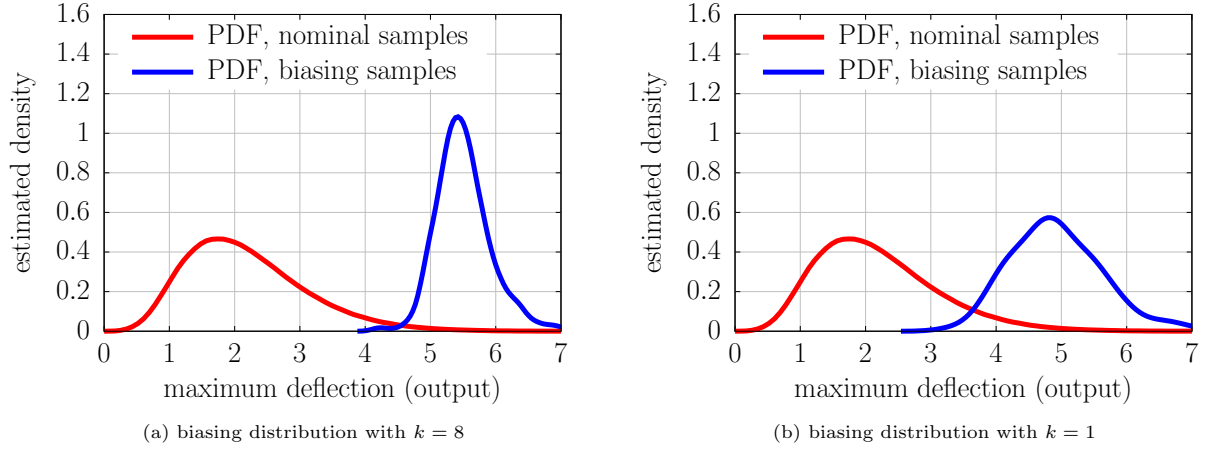 1.6
1.4
1.2
1
0.8
0.6
0.4
0.2
0
estimated density
PDF, nominal samples
PDF, biasing samples
0 1 2 3 4 5 6 7
maximum deflection (output)
(a) biasing distribution with k = 8
1.6
1.4
1.2
1
0.8
0.6
0.4
0.2
0
estimated density
PDF, nominal samples
PDF, biasing samples
0 1 2 3 4 5 6 7
maximum deflection (output)
(b) biasing distribution with k = 1